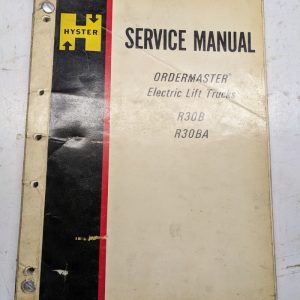 HYSTER
SERVICE MANUAL
ORDERMASTER®
Electric Lift Trucks
R30B
R30BA